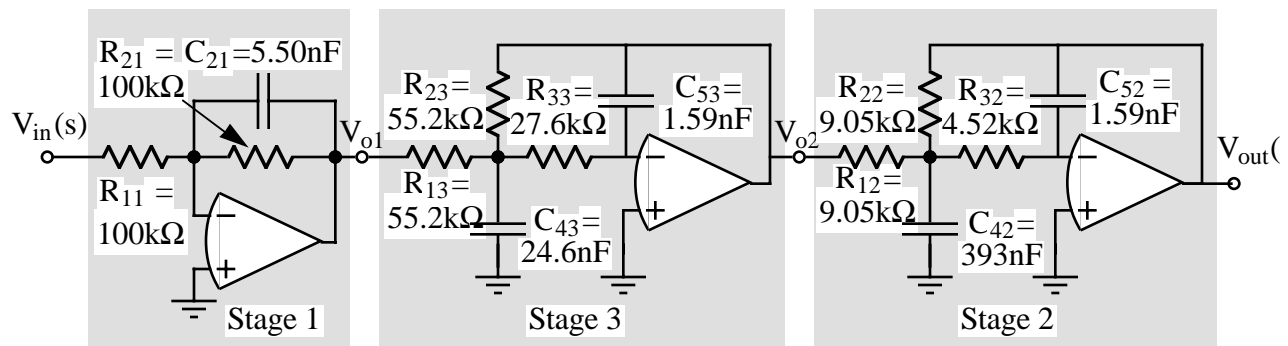 R21 = C21=5.50nF
100kΩ
Vin(s)
R11 =
100kΩ
Stage 1
Vo1
R23=
55.2kΩ
R33=
27.6kΩ
C53=
1.59nF
R13=
55.2kΩ
C43=
24.6nF
Stage 3
Vo2
R22=
9.05kΩ
R32=
4.52kΩ
C52=
1.59nF
R12=
9.05kΩ
C42=
393nF
Stage 2
Vout(